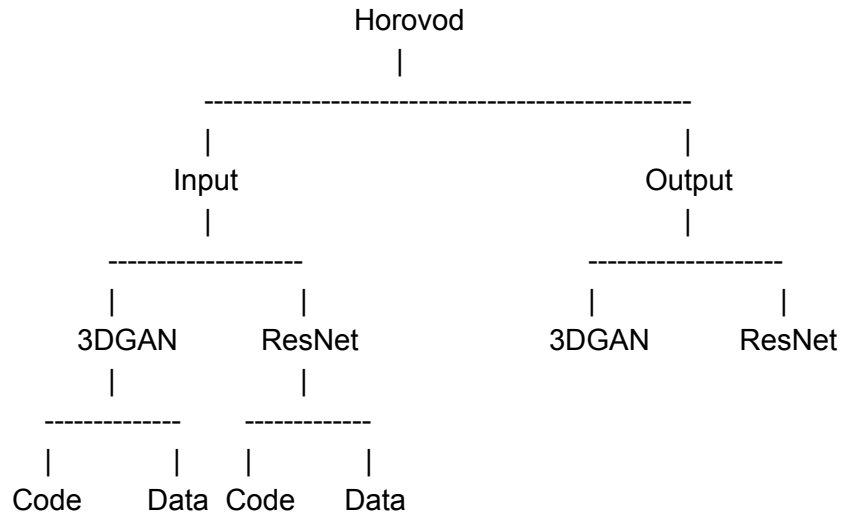 Horovod
|
--------------------------------------------------
| |
Input Output
| |
-------------------- --------------------
| | | |
3DGAN ResNet 3DGAN ResNet
| |
-------------- -------------
| | | |
Code Data Code Data